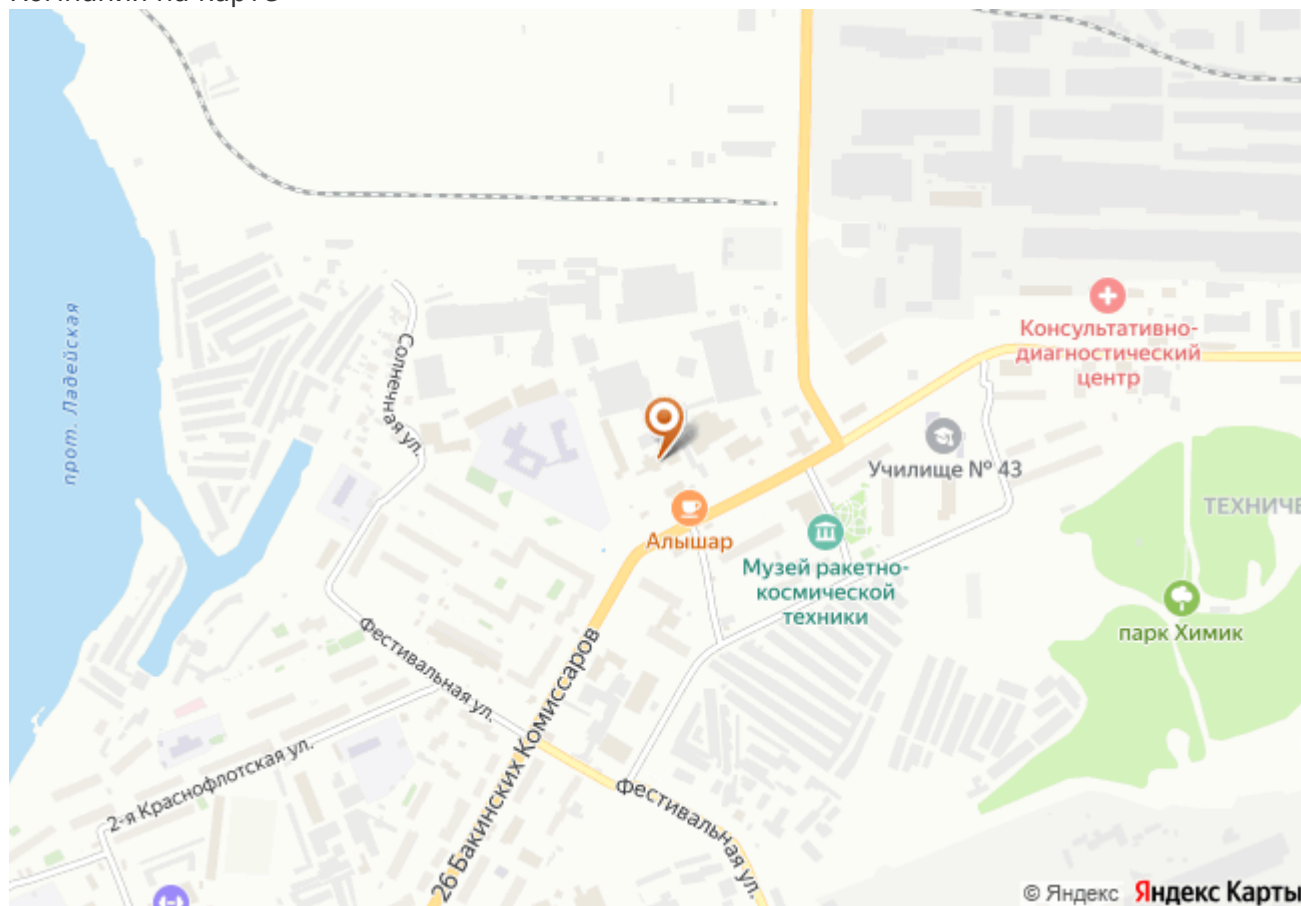 прот. Ладейская
Солнечная ул.
Консультативно-
диагностический
центр
Училище № 43
ТЕХНИЧЕ
Алышар
Музей ракетно-
космической
техники
парк Химик
Фестивальная ул.
26 Бакинских Комиссаров
2-я Краснофлотская ул.
Фестивальная ул.
© Яндекс Яндекс Карты